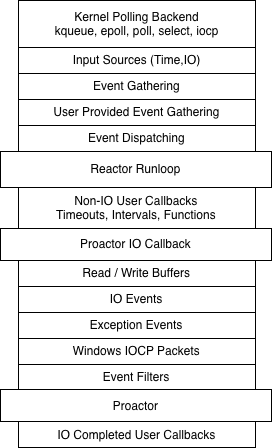 Kernel Polling Backend
kqueue, epoll, poll, select, iocp
Input Sources (Time,IO)
Event Gathering
User Provided Event Gathering
Event Dispatching
Reactor Runloop
Non-IO User Callbacks
Timeouts, Intervals, Functions
Proactor IO Callback
Read / Write Buffers
IO Events
Exception Events
Windows IOCP Packets
Event Filters
Proactor
IO Completed User Callbacks